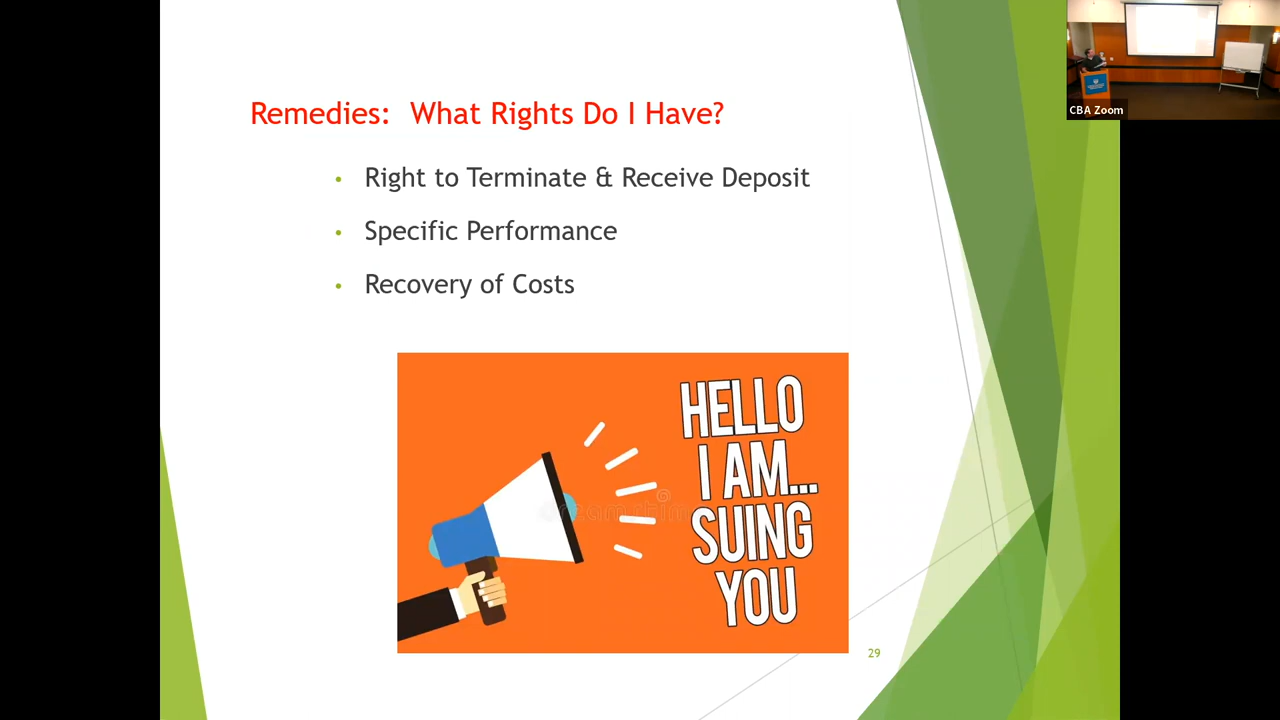 Remedies: What Rights Do I Have?
• Right to Terminate & Receive Deposit
• Specific Performance
• Recovery of Costs
HELLO
I AM...
SUING
YOU
29
CBA Zoom